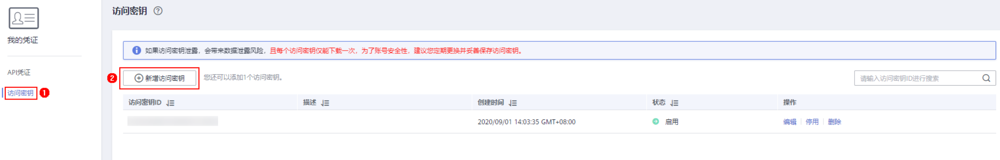 访问密钥 ?
我的凭证
如果访问密钥泄露，会带来数据泄露风险，且每个访问密钥仅能下载一次，为了账号安全性，建议您定期更换并妥善保存访问密钥。
API凭证
2 新增访问密钥 您还可以添加1个访问密钥。 请输入访问密钥ID进行搜索
访问密钥 1
访问密钥ID 描述 创建时间 状态 操作
2020/09/01 14:03:35 GMT+08:00 启用 编辑 停用 删除